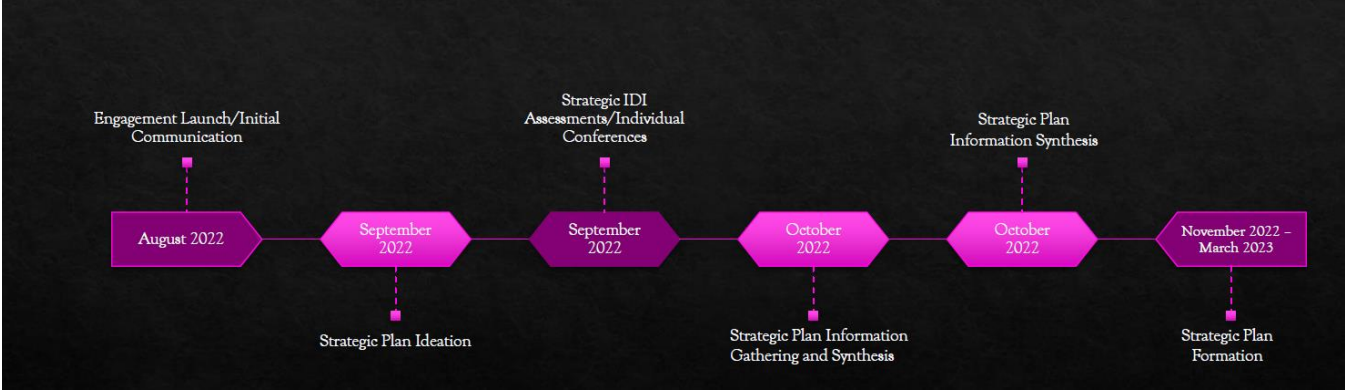 Engagement Launch/Initial
Communication
August 2022
September
2022
Strategic Plan Ideation
Strategic IDI
Assessments/Individual
Conferences
September
2022
October
2022
Strategic Plan Information
Gathering and Synthesis
Strategic Plan
Information Synthesis
October
2022
November 2022 –
March 2023
Strategic Plan
Formation